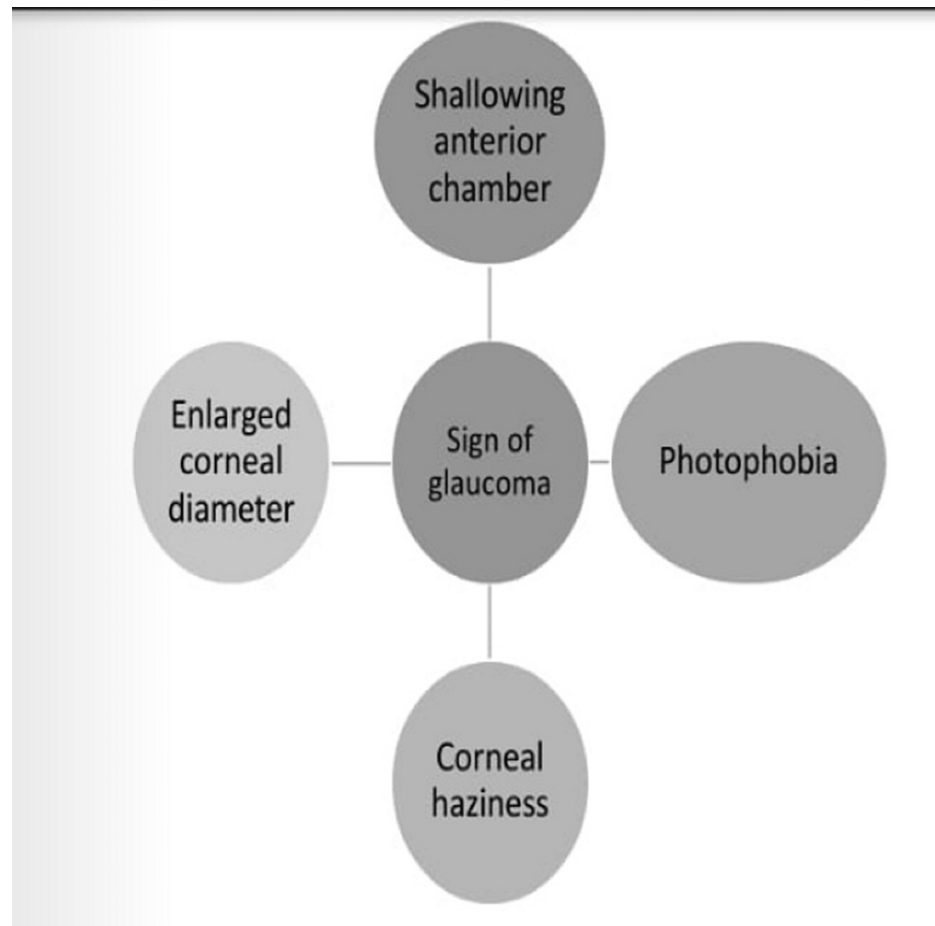 Shallowing
anterior
chamber
Enlarged
corneal
diameter
Sign of
glaucoma
Photophobia
Corneal
haziness